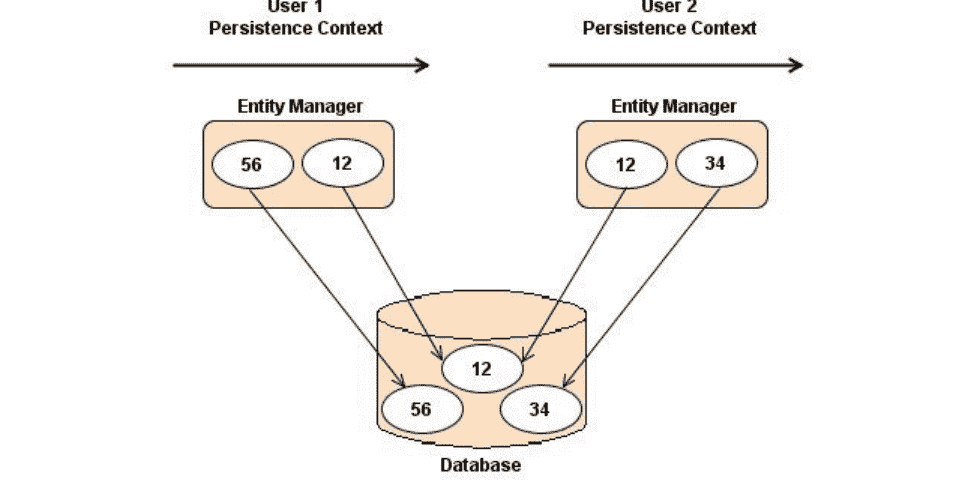 User 1
Persistence Context
User 2
Persistence Context
Entity Manager
56
12
Entity Manager
12
34
12
56
34
Database